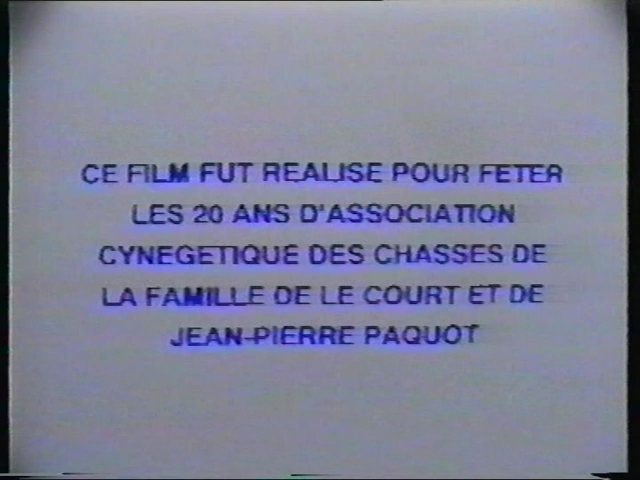 CE FILM FUT REALISE POUR FETER
LES 20 ANS D'ASSOCIATION
CYNEGETIQUE DES CHASSES DE
LA FAMILLE DE LE COURT ET DE
JEAN-PIERRE PAQUOT